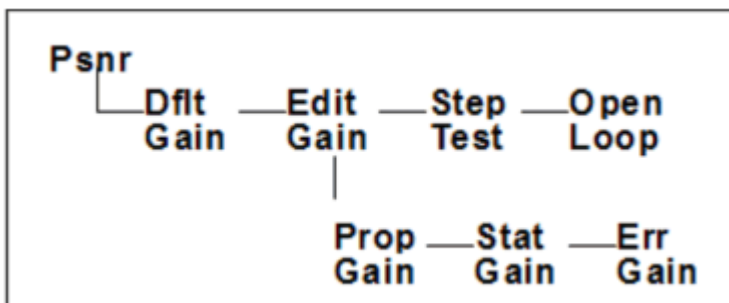 Psnr
Dflt Edit Step Open
Gain Gain Test Loop
Prop Stat Err
Gain Gain Gain